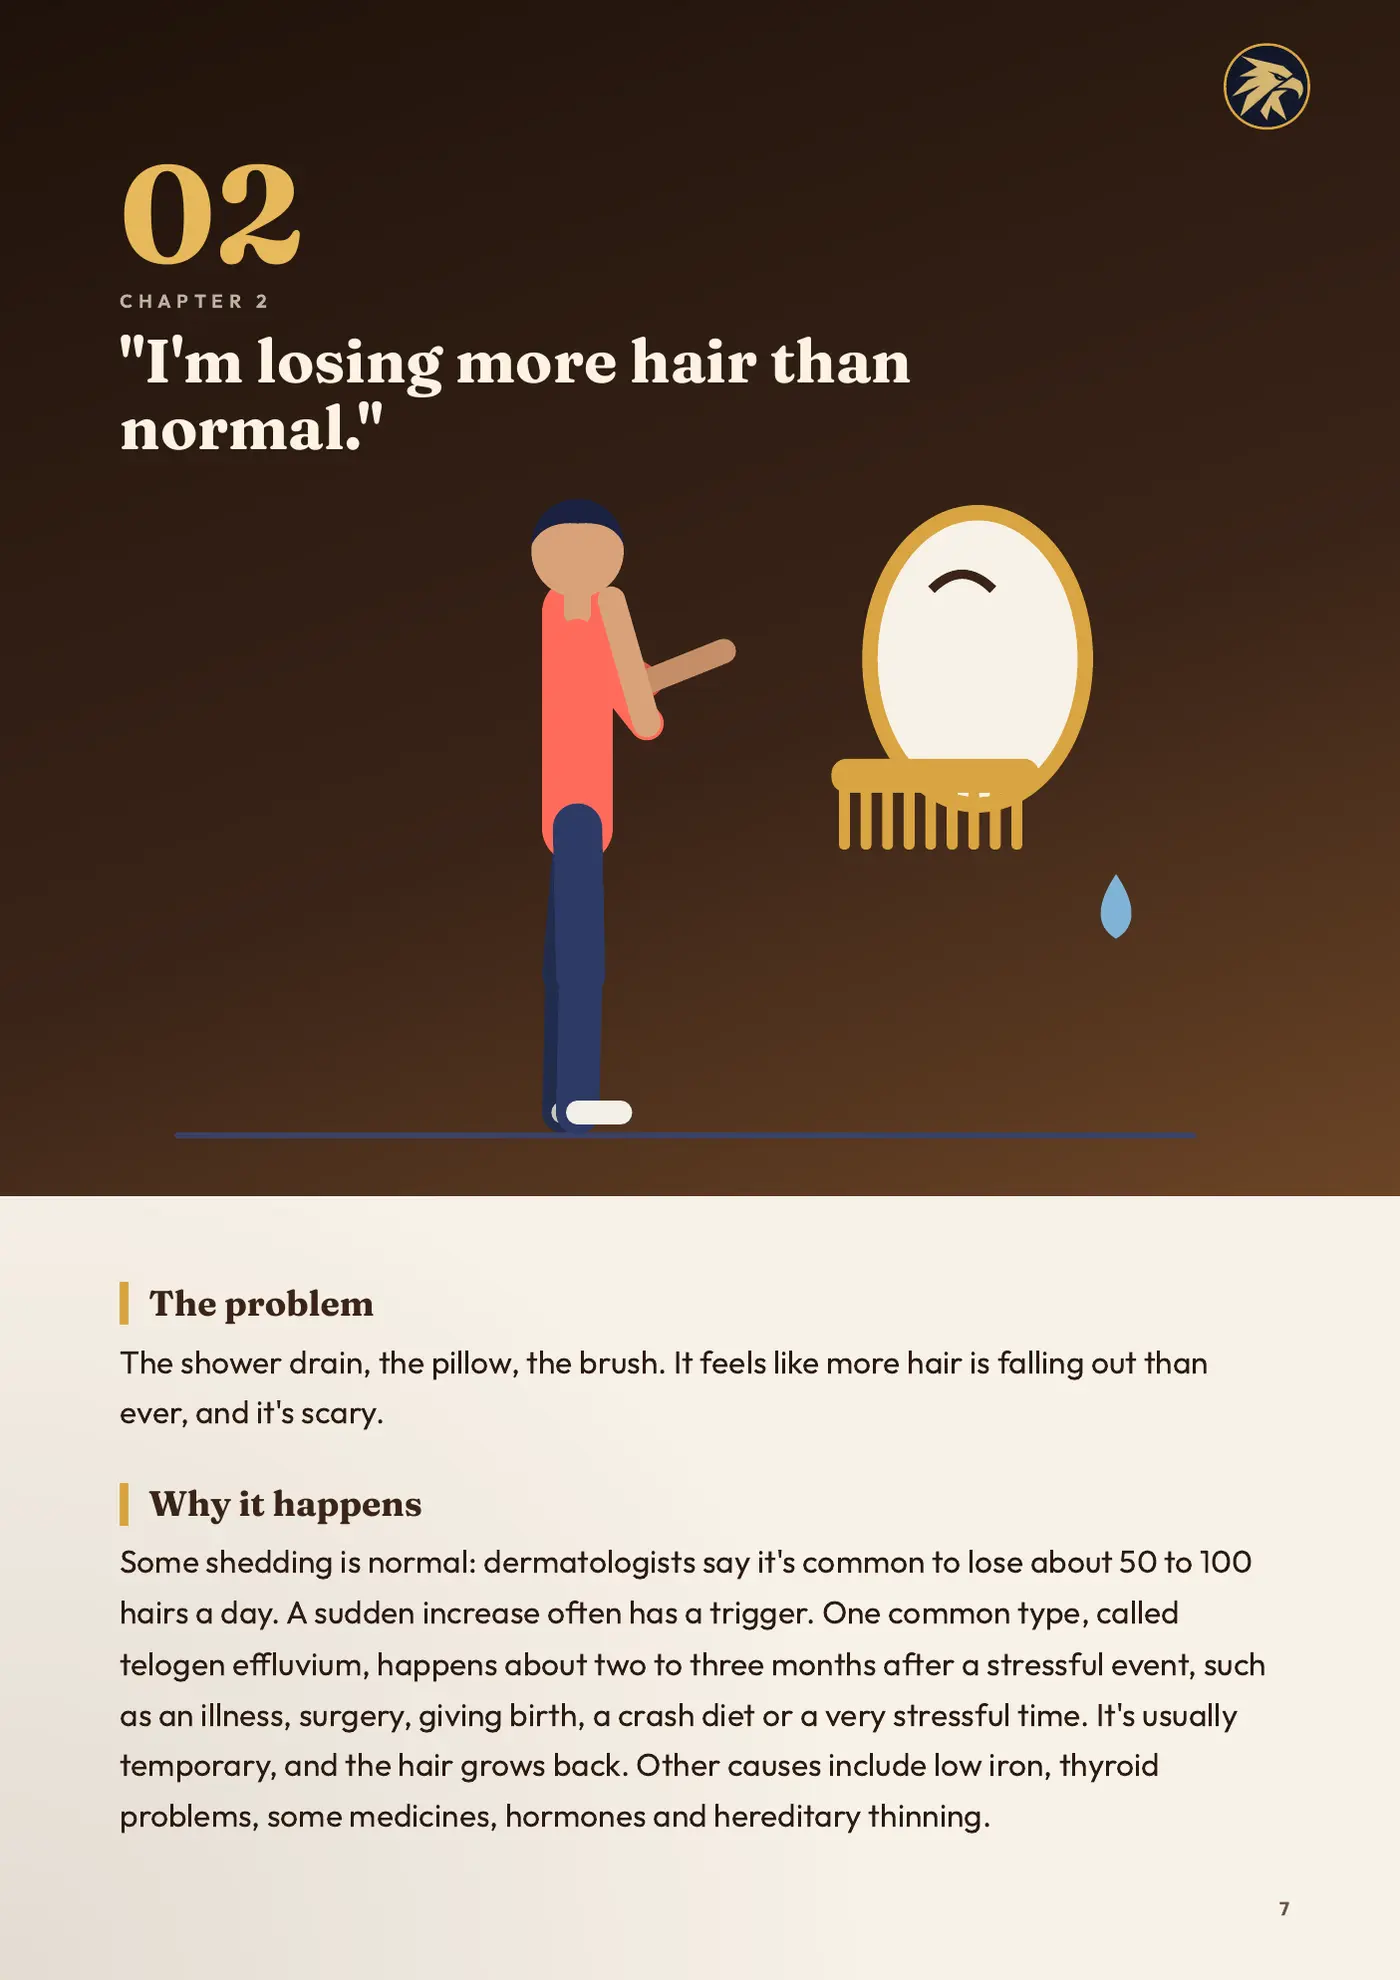 02
CHAPTER 2
"I'm losing more hair than
normal."
The problem
The shower drain, the pillow, the brush. It feels like more hair is falling out than
ever, and it's scary.
Why it happens
Some shedding is normal: dermatologists say it's common to lose about 50 to 100
hairs a day. A sudden increase often has a trigger. One common type, called
telogen effluvium, happens about two to three months after a stressful event, such
as an illness, surgery, giving birth, a crash diet or a very stressful time. It's usually
temporary, and the hair grows back. Other causes include low iron, thyroid
problems, some medicines, hormones and hereditary thinning.
7